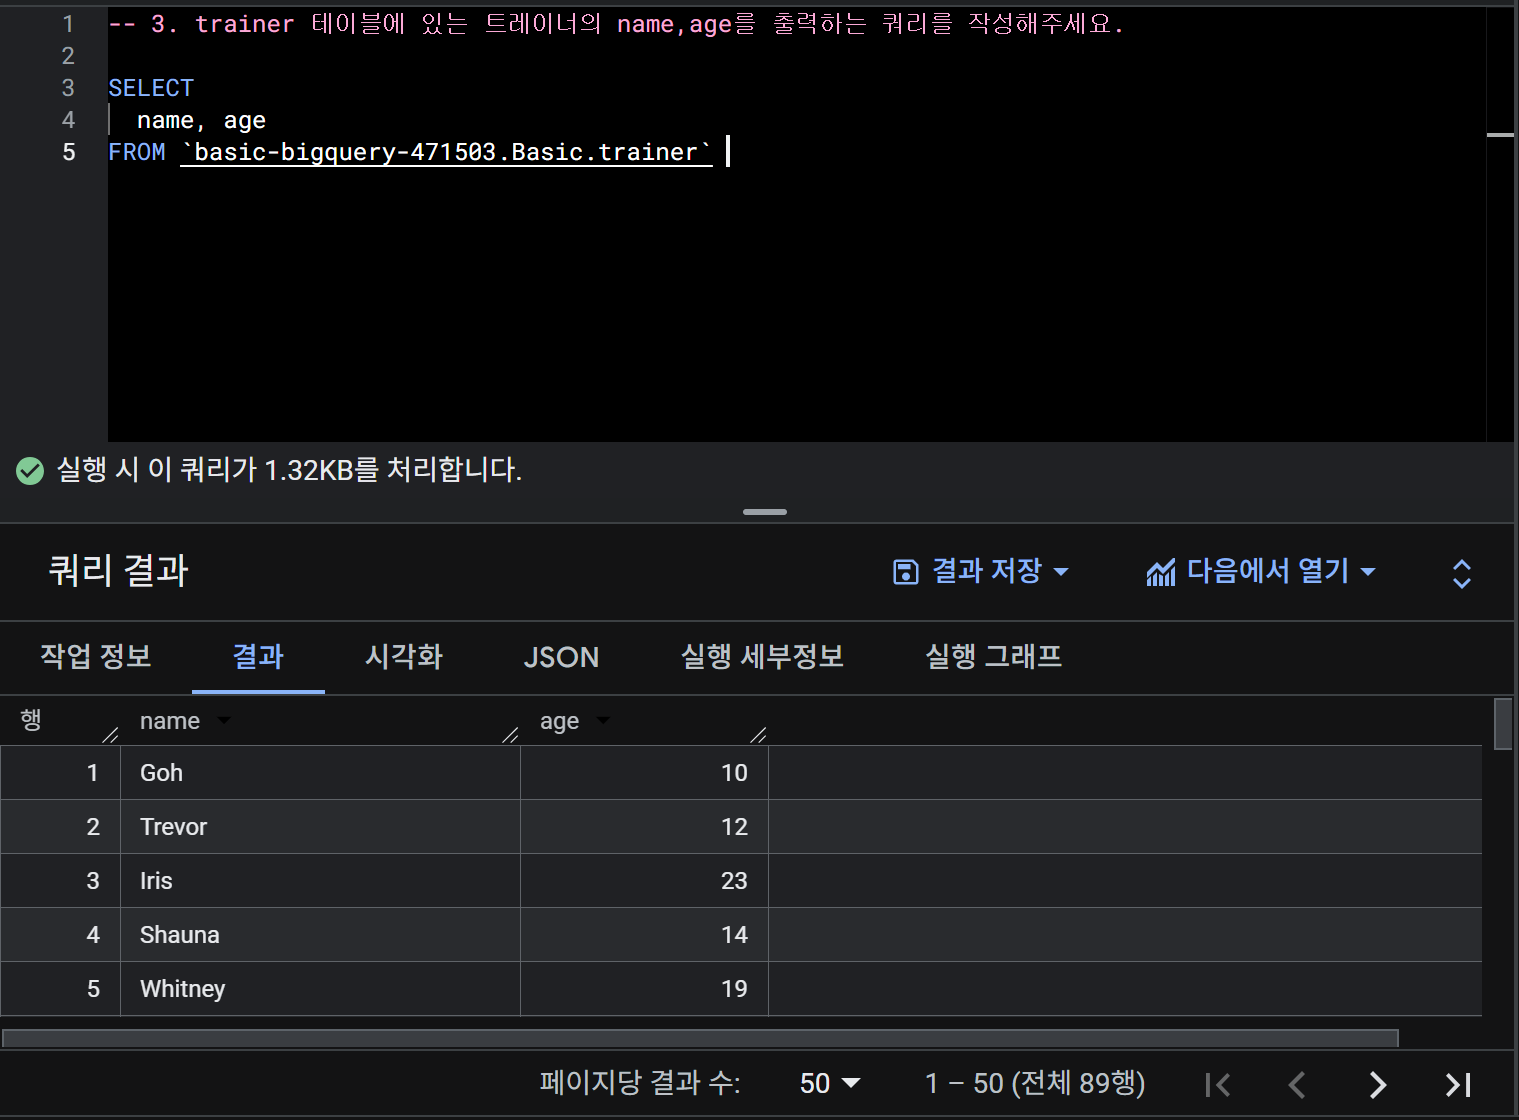 1 -- 3. trainer 테이블에 있는 트레이너의 name,age를 출력하는 쿼리를 작성해주세요.
2
3 SELECT
4 name, age
5 FROM `basic-bigquery-471503.Basic.trainer`
실행 시 이 쿼리가 1.32KB를 처리합니다.
쿼리 결과 결과 저장 다음에서 열기
작업 정보 결과 시각화 JSON 실행 세부정보 실행 그래프
행 name age
1 Goh 10
2 Trevor 12
3 Iris 23
4 Shauna 14
5 Whitney 19
페이지당 결과 수: 50 1 – 50 (전체 89행)